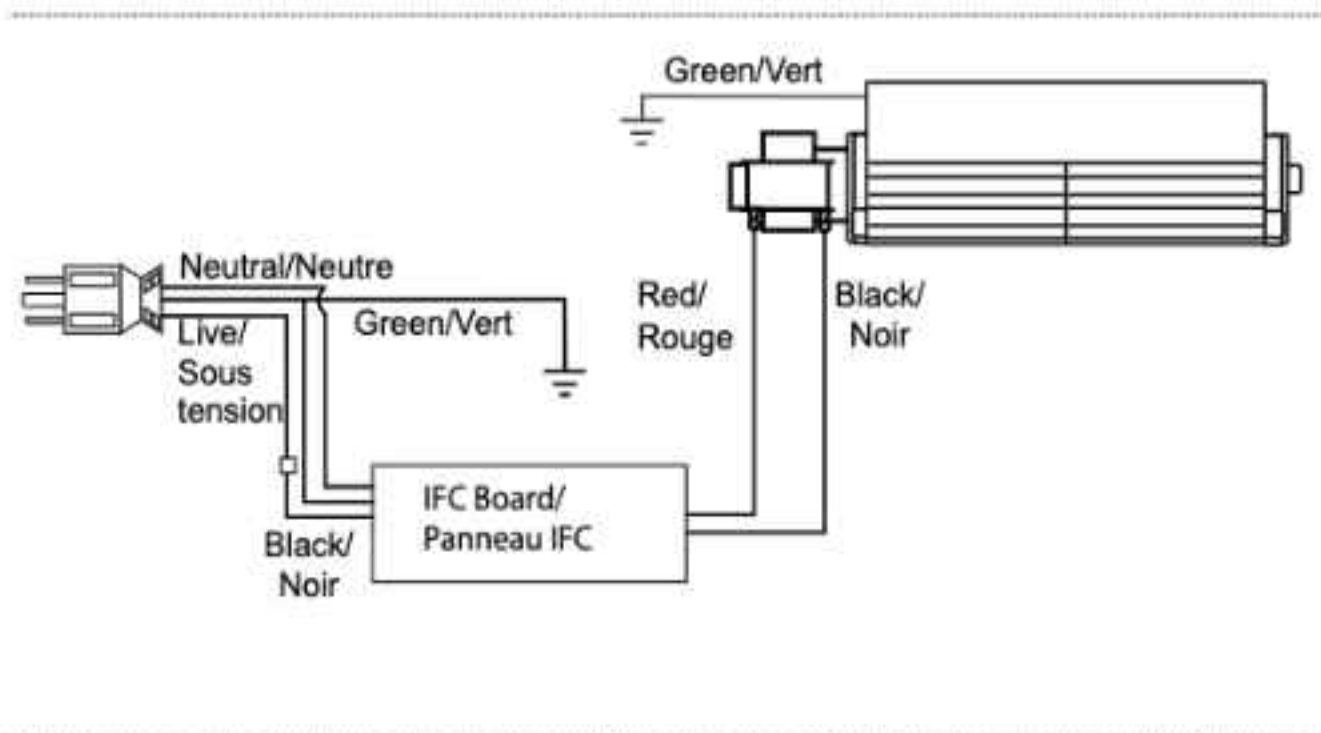 Green/Vert
Neutral/Neutre
Green/Vert
Live/
Sous
tension
Red/
Rouge
Black/
Noir
IFC Board/
Panneau IFC
Black/
Noir